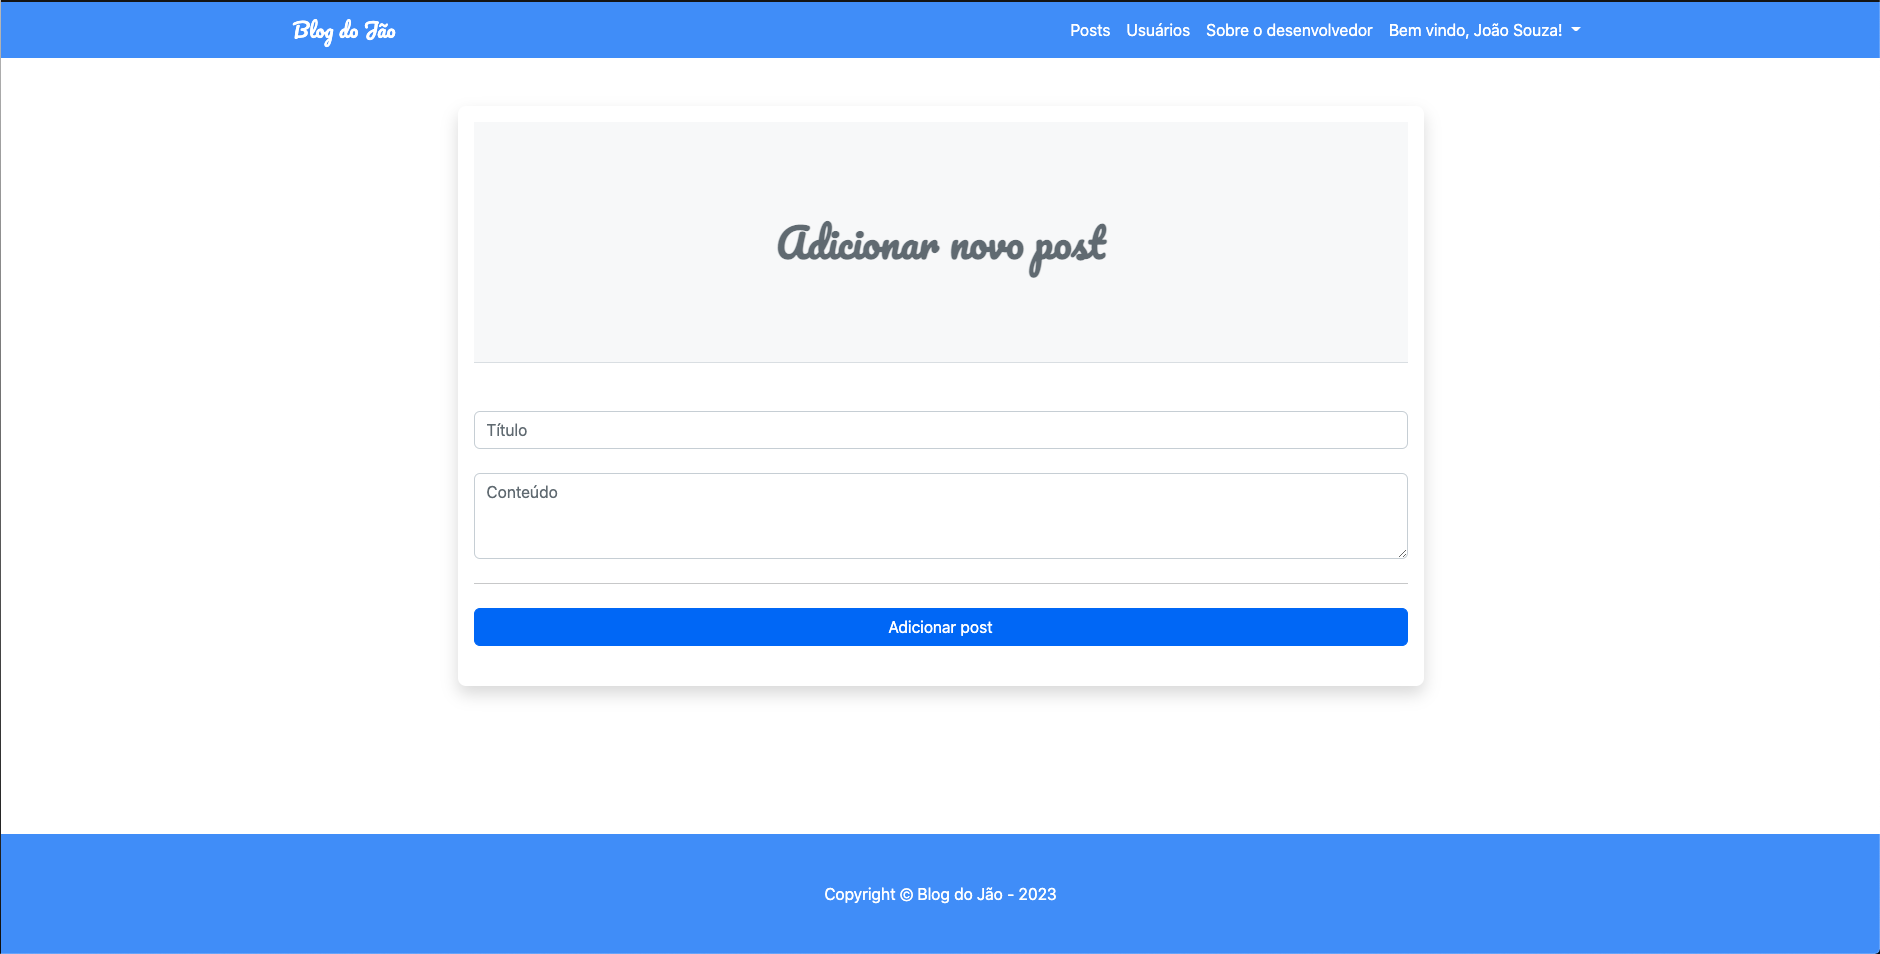 Blog do Jão
Posts Usuários Sobre o desenvolvedor Bem vindo, João Souza!
Adicionar novo post
Título
Conteúdo
Adicionar post
Copyright © Blog do Jão - 2023